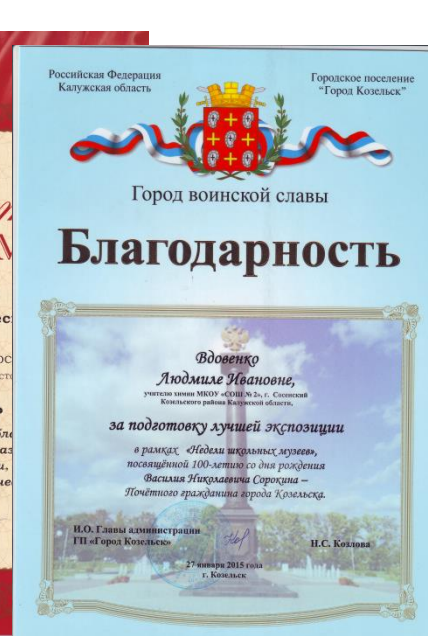 Российская Федерация
Калужская область
Городское поселение
"Город Козельск"
Город воинской славы
Благодарность
Вдовенко
Людмиле Ивановне,
учителю химии МКОУ «СОШ № 2», г. Сосенский
Козельского района Калужской области,
за подготовку лучшей экспозиции
в рамках «Недели школьных музеев»,
посвящённой 100-летию со дня рождения
Василия Николаевича Сорокина –
Почётного гражданина города Козельска.
И.О. Главы администрации
ГП «Город Козельск»
Н.С. Козлова
27 января 2015 года
г. Козельск